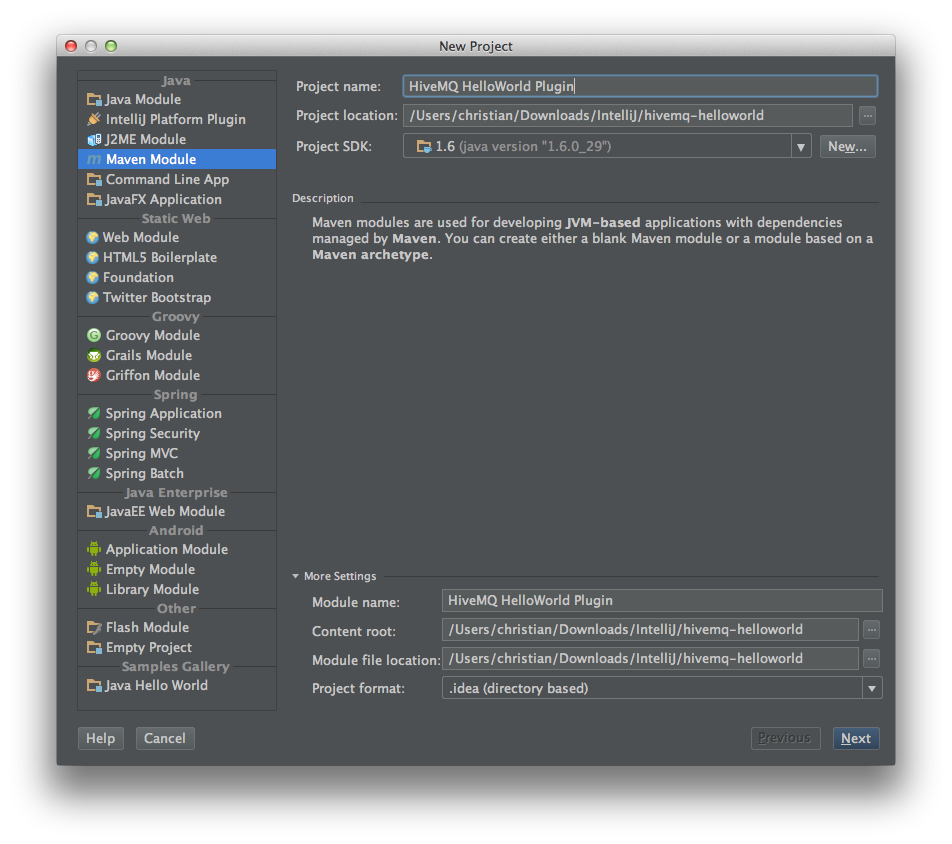 New Project
Java
Java Module
IntelliJ Platform Plugin
J2ME Module
Maven Module
Command Line App
JavaFX Application
Static Web
Web Module
HTML5 Boilerplate
Foundation
Twitter Bootstrap
Groovy
Groovy Module
Grails Module
Griffon Module
Spring
Spring Application
Spring Security
Spring MVC
Spring Batch
Java Enterprise
JavaEE Web Module
Android
Application Module
Empty Module
Library Module
Other
Flash Module
Empty Project
Samples Gallery
Java Hello World
Project name: HiveMQ HelloWorld Plugin
Project location: /Users/christian/Downloads/IntelliJ/hivemq-helloworld ...
Project SDK: 1.6 (java version "1.6.0_29") New...
Description
Maven modules are used for developing JVM-based applications with dependencies
managed by Maven. You can create either a blank Maven module or a module based on a
Maven archetype.
More Settings
Module name: HiveMQ HelloWorld Plugin
Content root: /Users/christian/Downloads/IntelliJ/hivemq-helloworld ...
Module file location: /Users/christian/Downloads/IntelliJ/hivemq-helloworld ...
Project format: .idea (directory based)
Help Cancel Previous Next